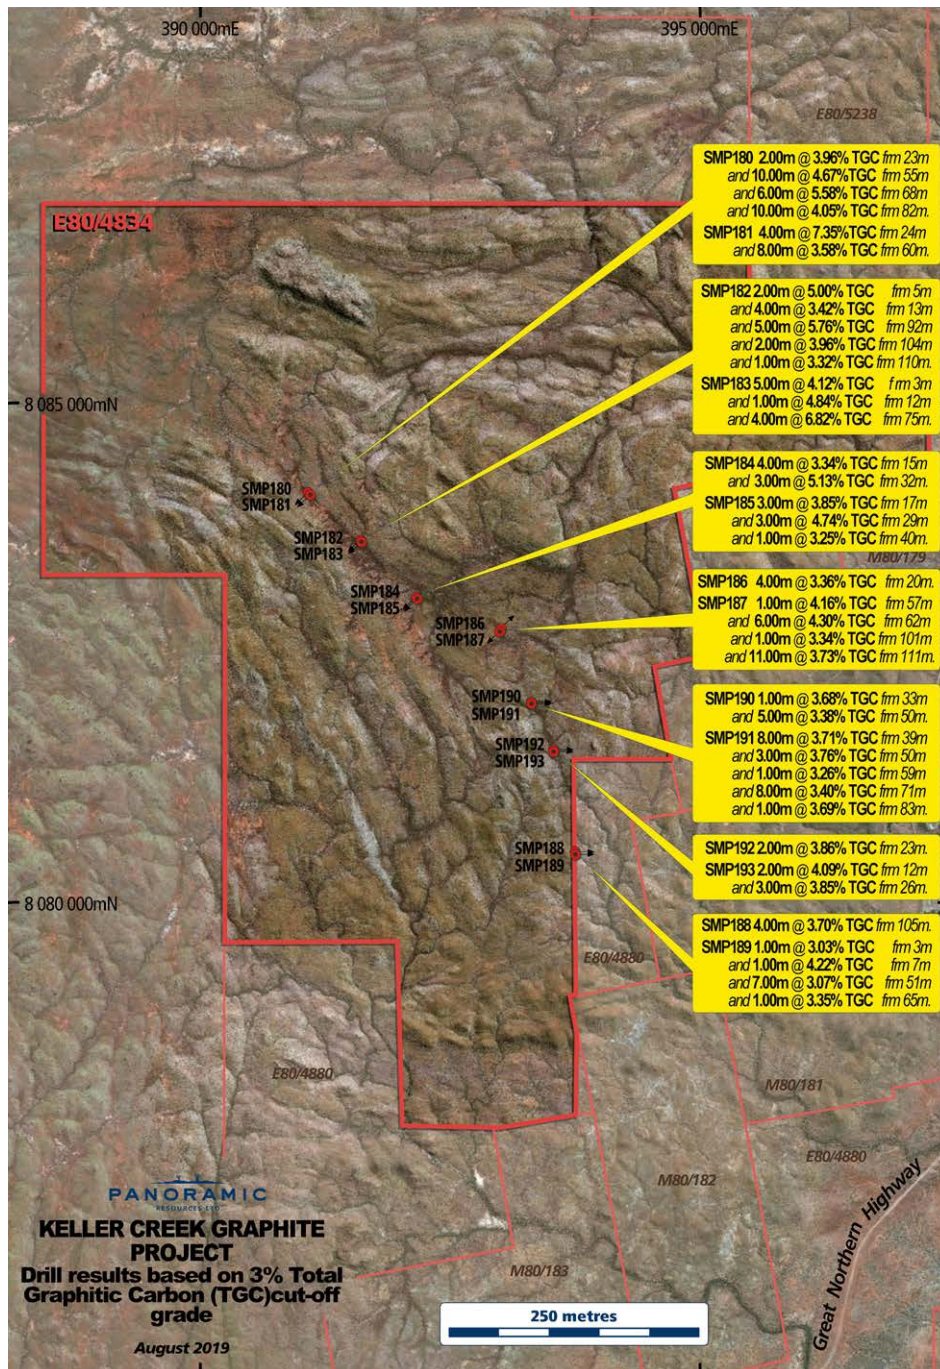 390 000mE
395 000mE
E80/5238
E80/4834
SMP180 2.00m @ 3.96% TGC frm 23m
and 10.00m @ 4.67%TGC frm 55m
and 6.00m @ 5.58% TGC frm 68m
and 10.00m @ 4.05% TGC frm 82m.
SMP181 4.00m @ 7.35%TGC frm 24m
and 8.00m @ 3.58% TGC frm 60m.
SMP182 2.00m @ 5.00% TGC frm 5m
and 4.00m @ 3.42% TGC frm 13m
and 5.00m @ 5.76% TGC frm 92m
and 2.00m @ 3.96% TGC frm 104m
and 1.00m @ 3.32% TGC frm 110m.
SMP183 5.00m @ 4.12% TGC f rm 3m
and 1.00m @ 4.84% TGC frm 12m
and 4.00m @ 6.82% TGC frm 75m.
8 085 000mN
SMP184 4.00m @ 3.34% TGC frm 15m
and 3.00m @ 5.13% TGC frm 32m.
SMP185 3.00m @ 3.85% TGC frm 17m
and 3.00m @ 4.74% TGC frm 29m
and 1.00m @ 3.25% TGC frm 40m.
SMP180
SMP181
SMP182
SMP183
M80/179
SMP184
SMP185
SMP186 4.00m @ 3.36% TGC frm 20m.
SMP187 1.00m @ 4.16% TGC frm 57m
and 6.00m @ 4.30% TGC frm 62m
and 1.00m @ 3.34% TGC frm 101m
and 11.00m @ 3.73% TGC frm 111m.
SMP186
SMP187
SMP190
SMP191
SMP190 1.00m @ 3.68% TGC frm 33m
and 5.00m @ 3.38% TGC frm 50m.
SMP191 8.00m @ 3.71% TGC frm 39m
and 3.00m @ 3.76% TGC frm 50m
and 1.00m @ 3.26% TGC frm 59m
and 8.00m @ 3.40% TGC frm 71m
and 1.00m @ 3.69% TGC frm 83m.
SMP192
SMP193
SMP192 2.00m @ 3.86% TGC frm 23m.
SMP193 2.00m @ 4.09% TGC frm 12m
and 3.00m @ 3.85% TGC frm 26m.
SMP188
SMP189
8 080 000mN
SMP188 4.00m @ 3.70% TGC frm 105m.
SMP189 1.00m @ 3.03% TGC frm 3m
and 1.00m @ 4.22% TGC frm 7m
and 7.00m @ 3.07% TGC frm 51m
and 1.00m @ 3.35% TGC frm 65m.
E80/4880
E80/4880
M80/181
E80/4880
M80/182
M80/183
Great Northern Highway
PANORAMIC
RESOURCES LTD
KELLER CREEK GRAPHITE
PROJECT
Drill results based on 3% Total
Graphitic Carbon (TGC)cut-off
grade
August 2019
250 metres